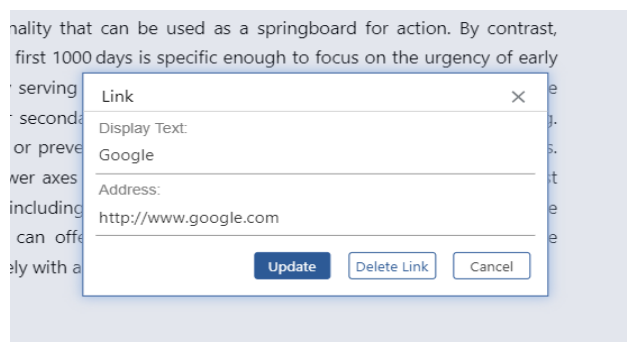 nality that can be used as a springboard for action. By contrast,
first 1000 days is specific enough to focus on the urgency of early
serving
Link
seconda
Display Text:
or preve
Google
wer axes
Address:
including
http://www.google.com
can offe
Update Delete Link Cancel
ely with a